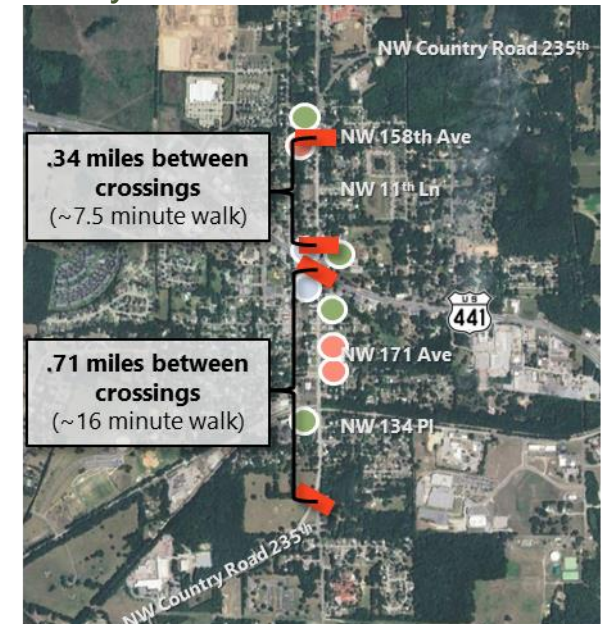 NW Country Road 235th
NW 158th Ave
.34 miles between
crossings
(~7.5 minute walk)
NW 11th Ln
US
441
NW 171 Ave
.71 miles between
crossings
(~16 minute walk)
NW 134 Pl
NW Country Road 235th